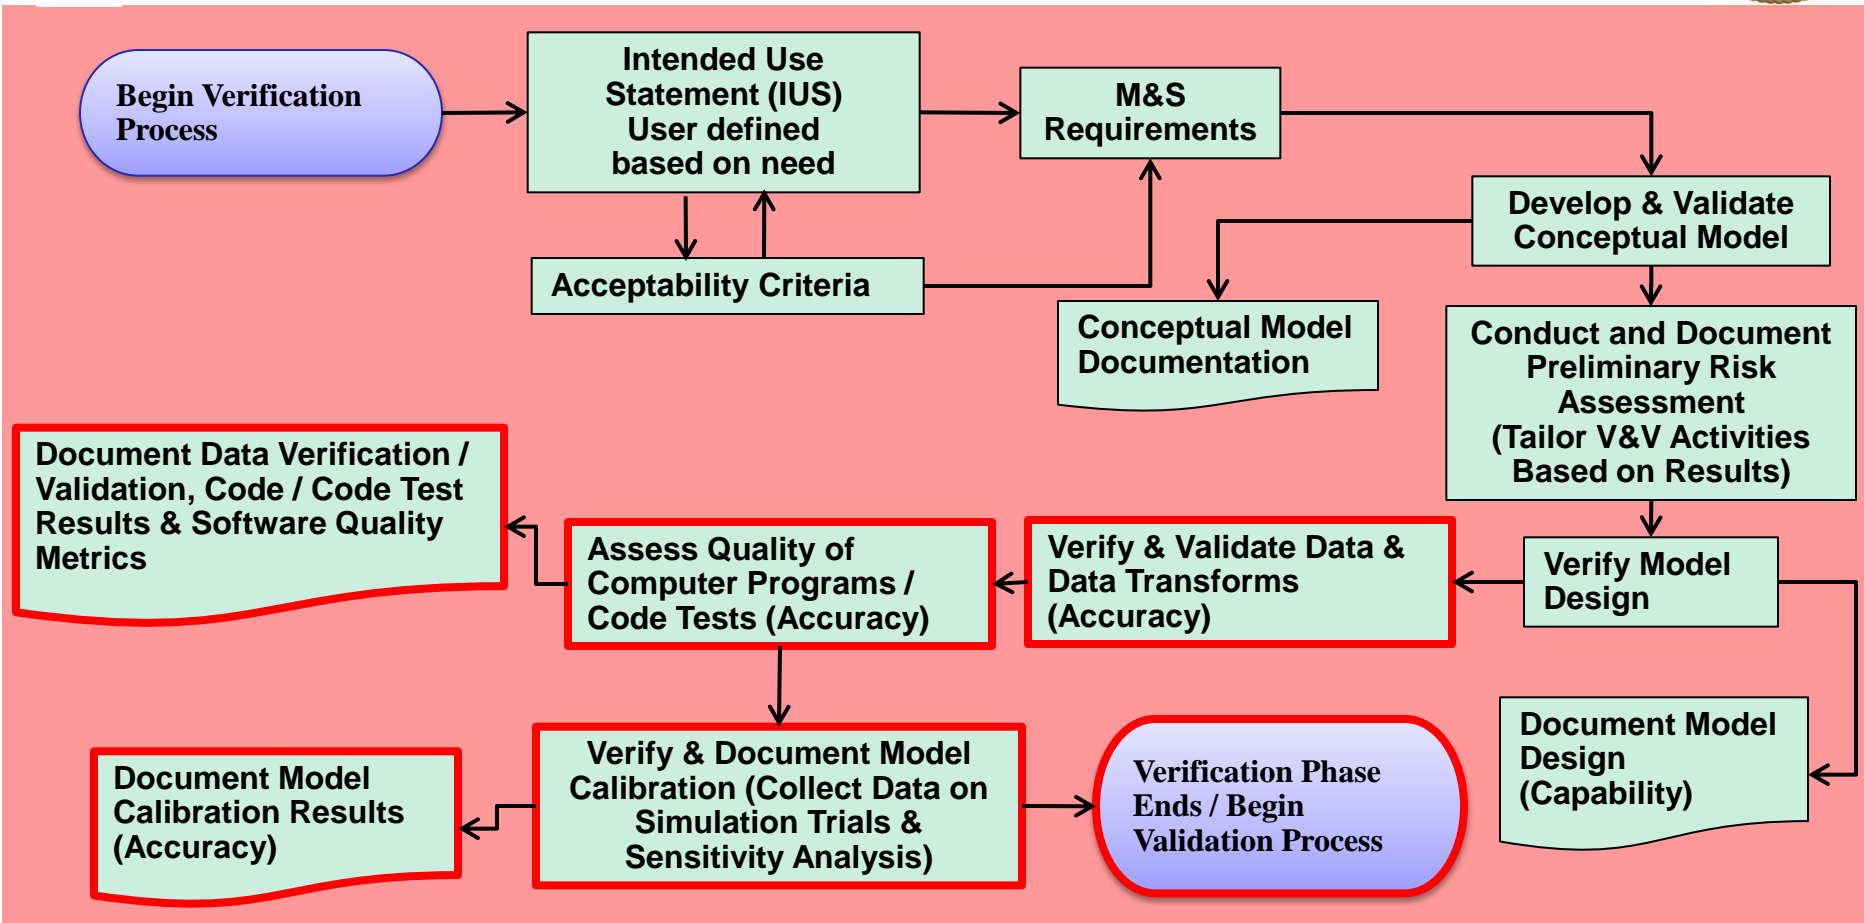 Begin Verification
Process
Intended Use
Statement (IUS)
User defined
based on need
M&S
Requirements
Develop & Validate
Conceptual Model
Acceptability Criteria
Conceptual Model
Documentation
Conduct and Document
Preliminary Risk
Assessment
(Tailor V&V Activities
Based on Results)
Document Data Verification /
Validation, Code / Code Test
Results & Software Quality
Metrics
Assess Quality of
Computer Programs /
Code Tests (Accuracy)
Verify & Validate Data &
Data Transforms
(Accuracy)
Verify Model
Design
Document Model
Design
(Capability)
Document Model
Calibration Results
(Accuracy)
Verify & Document Model
Calibration (Collect Data on
Simulation Trials &
Sensitivity Analysis)
Verification Phase
Ends / Begin
Validation Process